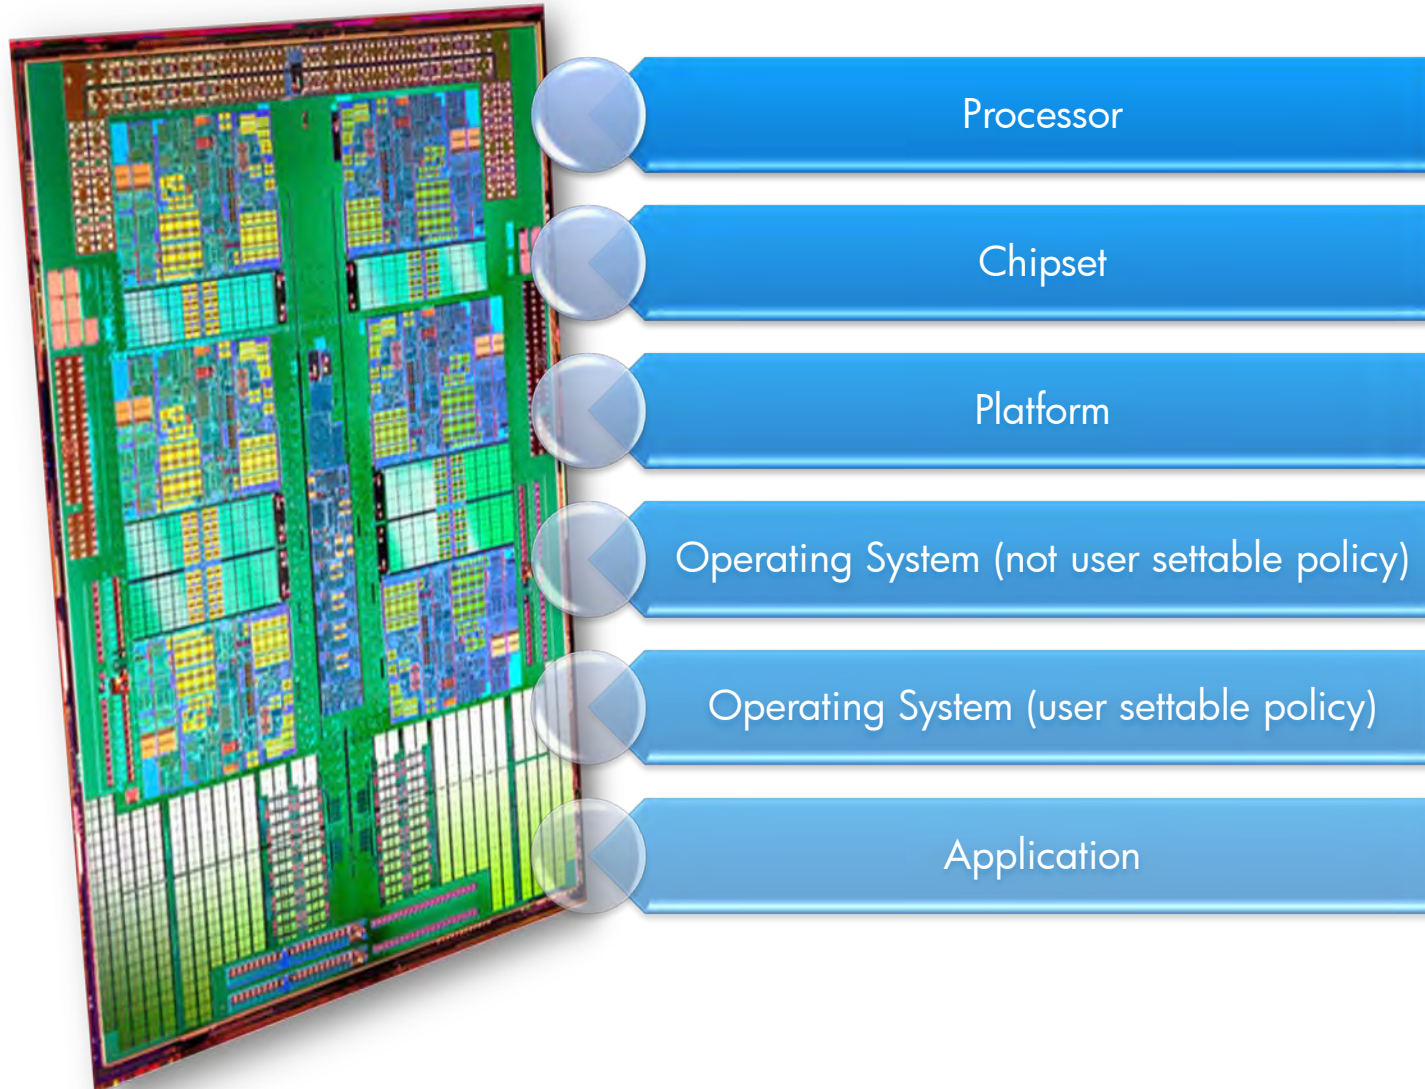 Processor
Chipset
Platform
Operating System (not user settable policy)
Operating System (user settable policy)
Application